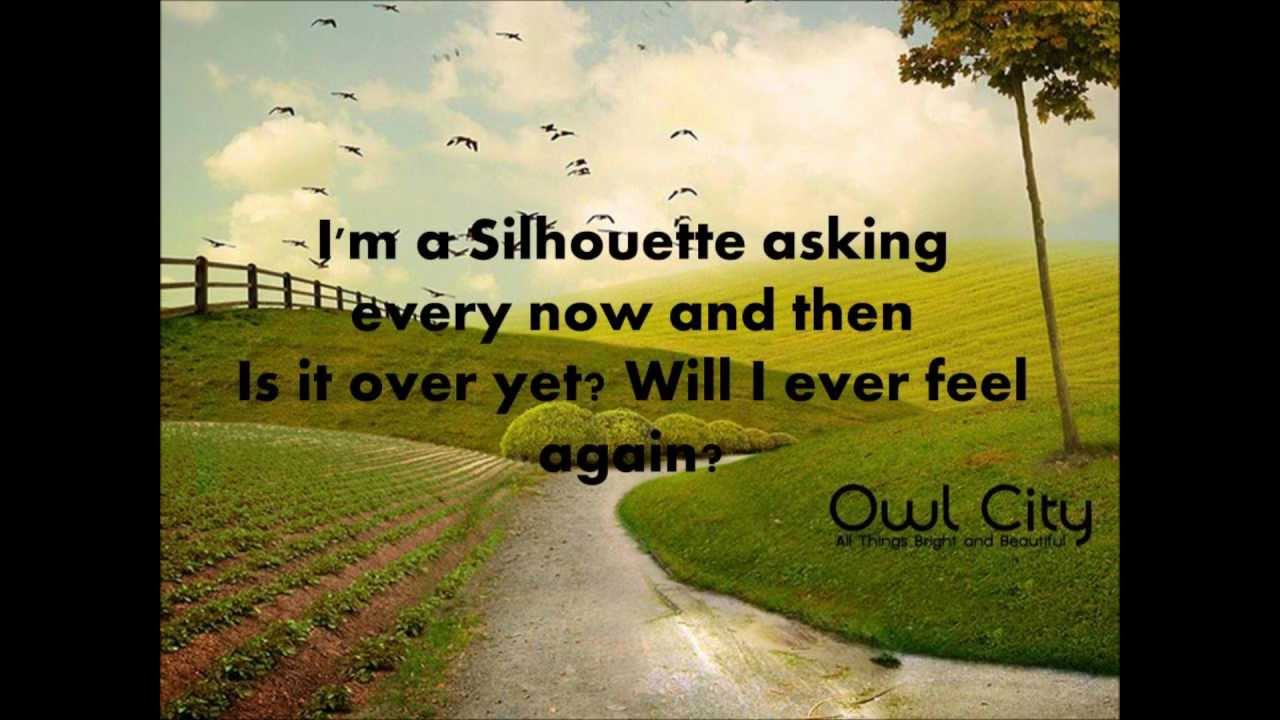 I'm a Silhouette asking
every now and then
Is it over yet? Will I ever feel
again?
Owl City
All Things Bright and Beautiful